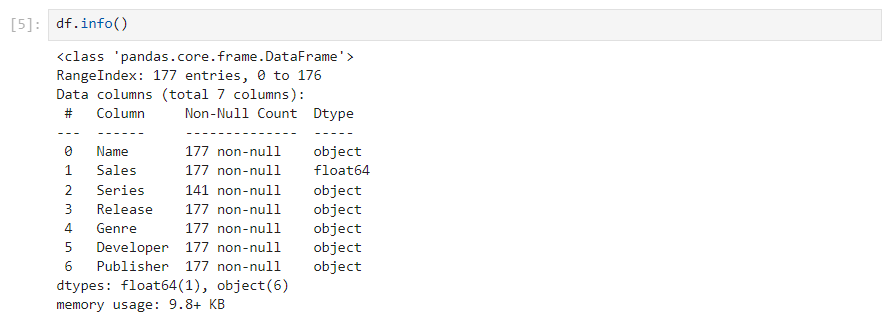 [5]: df.info()
<class 'pandas.core.frame.DataFrame'>
RangeIndex: 177 entries, 0 to 176
Data columns (total 7 columns):
 #   Column     Non-Null Count  Dtype
---  ------     --------------  -----
 0   Name       177 non-null    object
 1   Sales      177 non-null    float64
 2   Series     141 non-null    object
 3   Release    177 non-null    object
 4   Genre      177 non-null    object
 5   Developer  177 non-null    object
 6   Publisher  177 non-null    object
dtypes: float64(1), object(6)
memory usage: 9.8+ KB